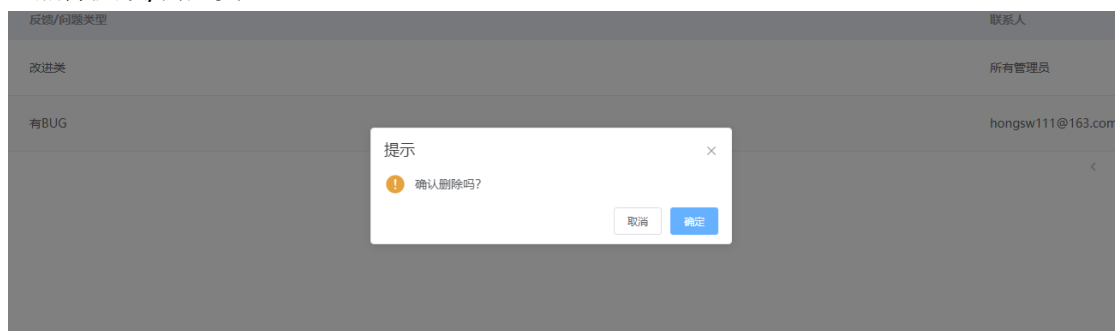 反馈/问题类型 联系人
改进类 所有管理员
有BUG hongsw111@163.com
提示
确认删除吗?
取消 确定